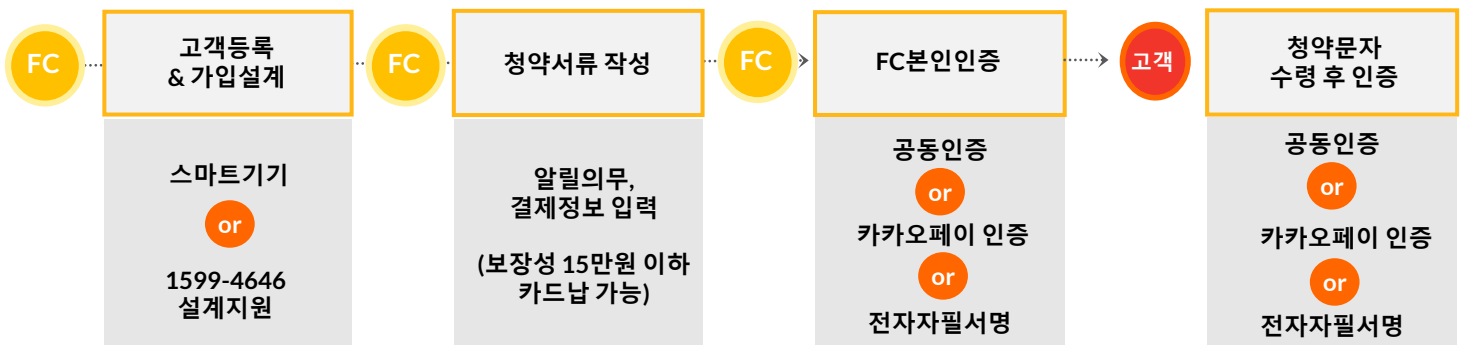 FC
고객등록
& 가입설계
스마트기기
or
1599-4646
설계지원
FC
청약서류 작성
알릴의무,
결제정보 입력
(보장성 15만원 이하
카드납 가능)
FC
FC본인인증
공동인증
or
카카오페이 인증
or
전자자필서명
고객
청약문자
수령 후 인증
공동인증
or
카카오페이 인증
or
전자자필서명